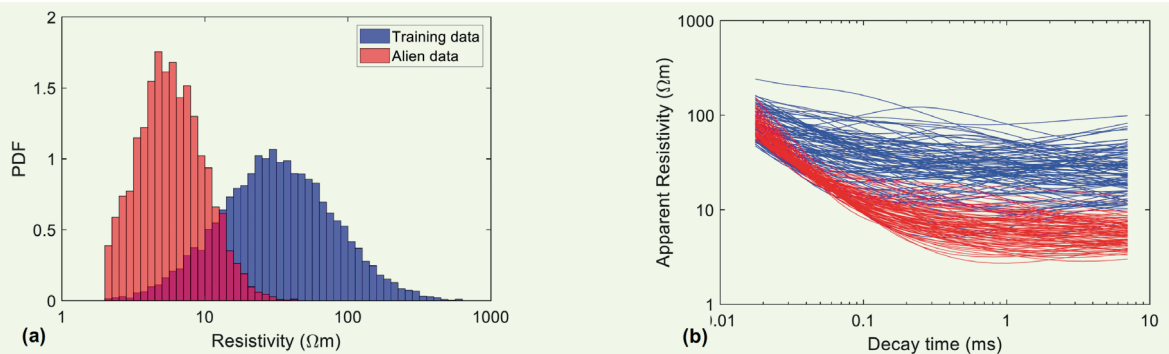 2
1.5
1
0.5
0
PDF
Training data
Alien data
1
10
100
1000
Resistivity (Ωm)
(a)
1000
100
10
1
Apparent Resistivity (Ωm)
).01
0.1
1
10
Decay time (ms)
(b)